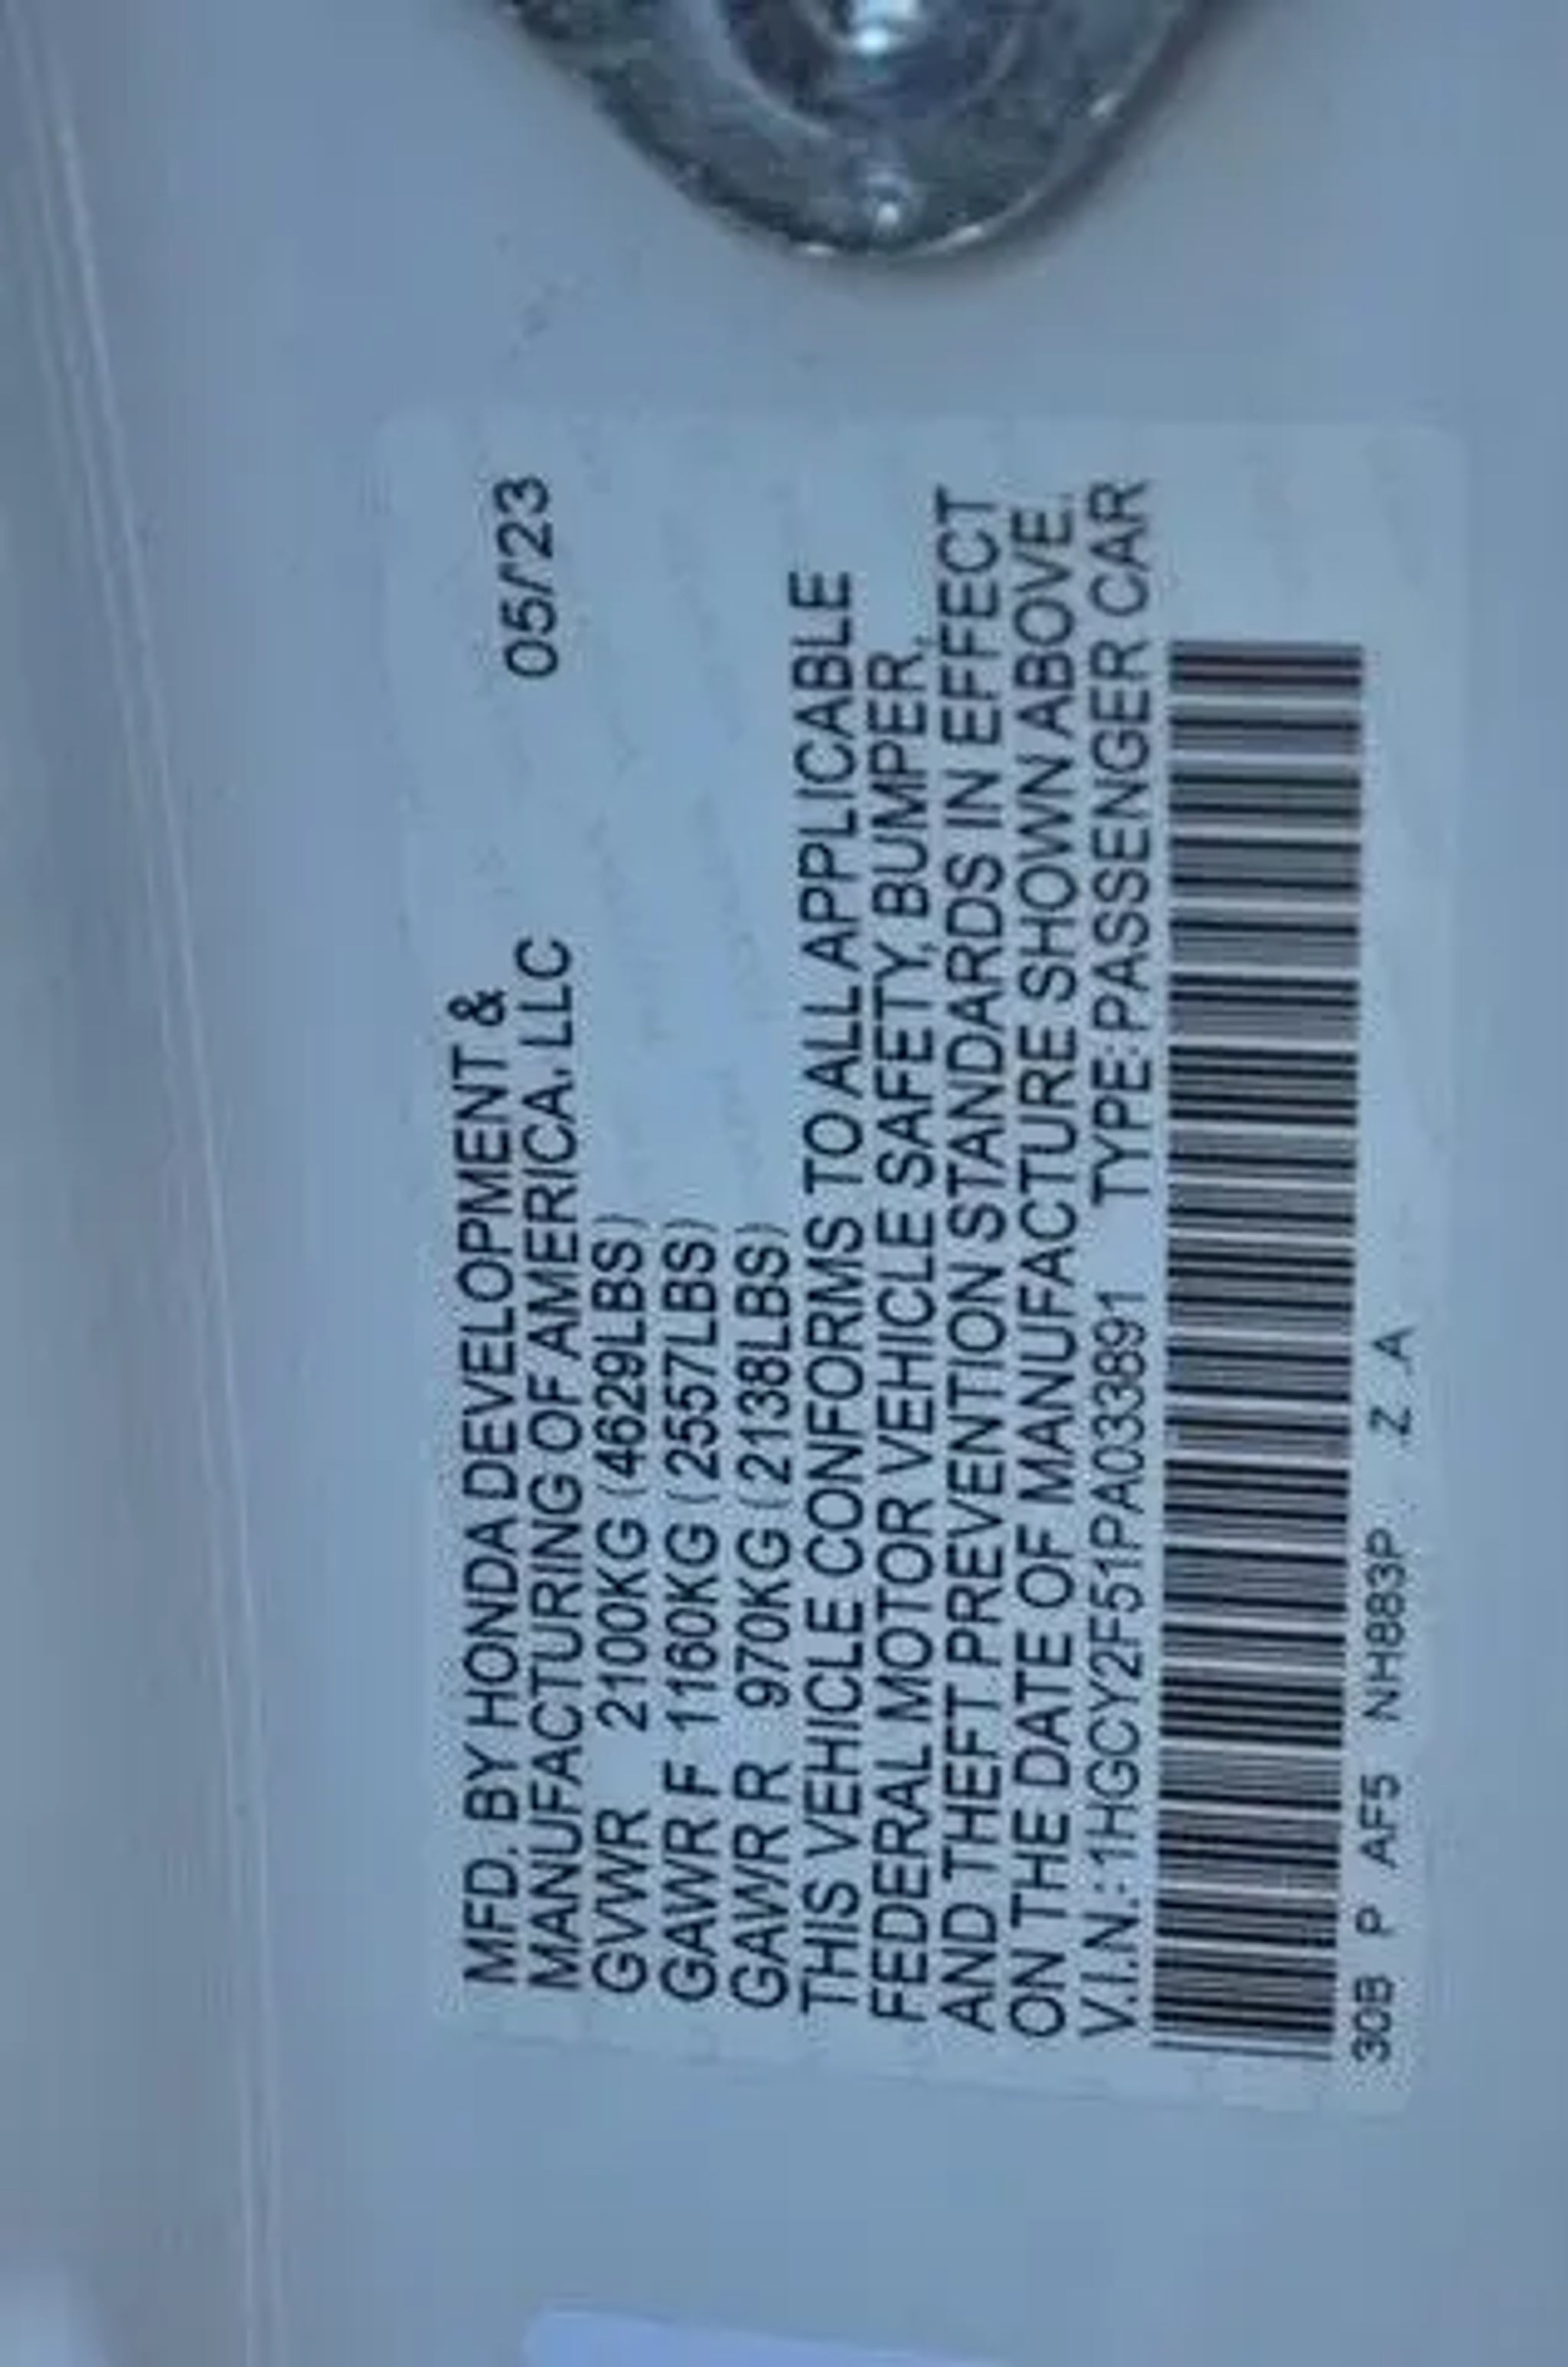 MFD. BY HONDA DEVELOPMENT &
MANUFACTURING OF AMERICA, LLC 05/23
GVWR 2100KG (4629LBS)
GAWR F 1160KG (2557LBS)
GAWR R 970KG (2138LBS)
THIS VEHICLE CONFORMS TO ALL APPLICABLE
FEDERAL MOTOR VEHICLE SAFETY, BUMPER,
AND THEFT PREVENTION STANDARDS IN EFFECT
ON THE DATE OF MANUFACTURE SHOWN ABOVE.
V.I.N.: 1HGCY2F51PA033891 TYPE: PASSENGER CAR
30B P AF5 NH883P Z A